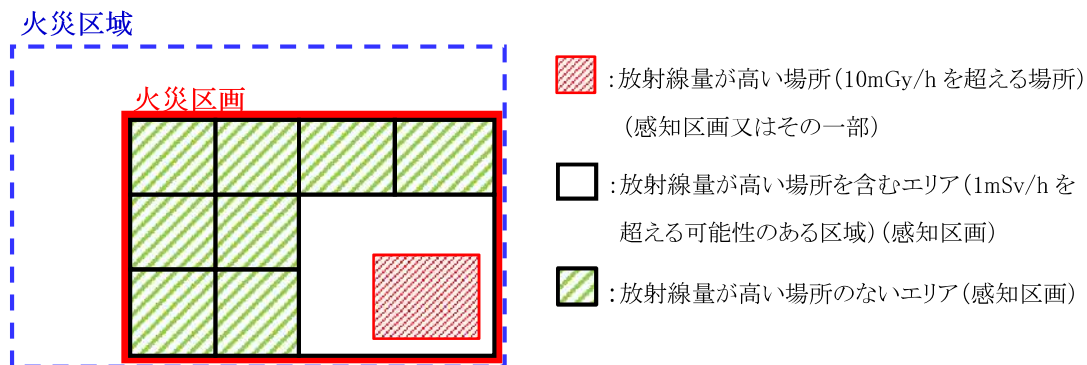 火災区域
火災区画
：放射線量が高い場所（10mGy/h を超える場所）
（感知区画又はその一部）
：放射線量が高い場所を含むエリア（1mSv/h を
超える可能性のある区域）（感知区画）
：放射線量が高い場所のないエリア（感知区画）